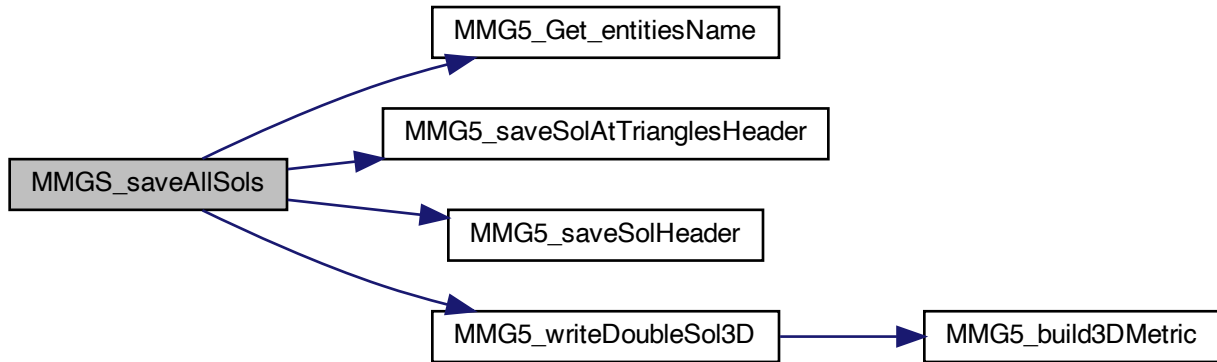 MMG5_Get_entitiesName
MMG5_saveSolAtTrianglesHeader
MMGS_saveAllSols
MMG5_saveSolHeader
MMG5_writeDoubleSol3D
MMG5_build3DMetric